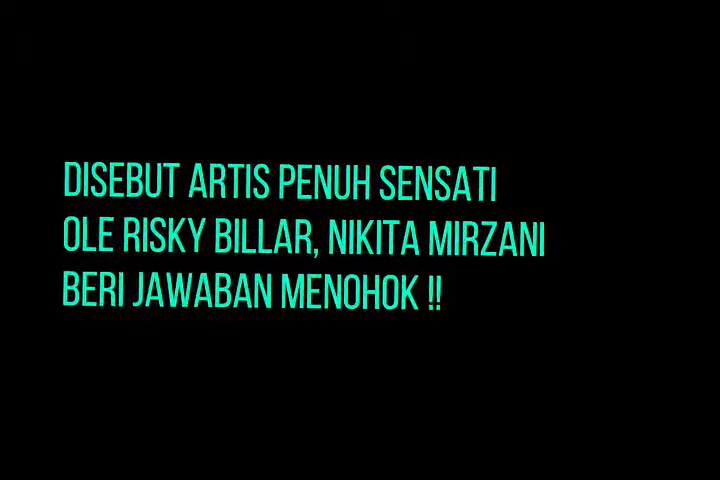 DISEBUT ARTIS PENUH SENSATI
OLE RISKY BILLAR, NIKITA MIRZANI
BERI JAWABAN MENOHOK !!